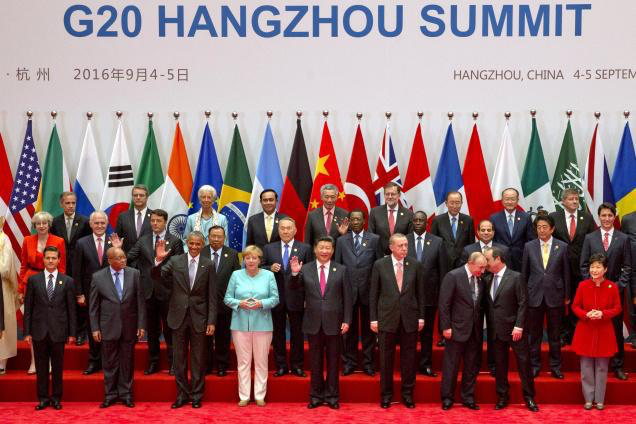 G20 HANGZHOU SUMMIT
· 杭州
2016年9月4-5日
HANGZHOU, CHINA 4-5 SEPTEM